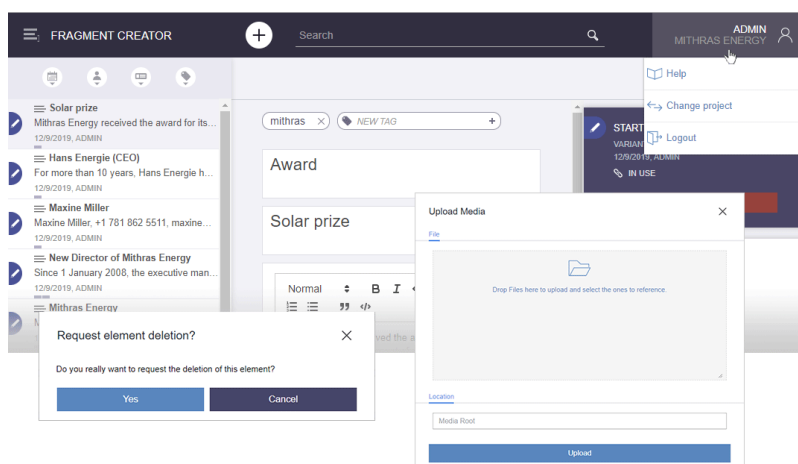 FRAGMENT CREATOR
Search
ADMIN
MITHRAS ENERGY
Help
Change project
Logout
Solar prize
Mithras Energy received the award for its...
12/9/2019, ADMIN
Hans Energie (CEO)
For more than 10 years, Hans Energie h...
12/9/2019, ADMIN
Maxine Miller
Maxine Miller, +1 781 862 5511, maxine...
12/9/2019, ADMIN
New Director of Mithras Energy
Since 1 January 2008, the executive man...
12/9/2019, ADMIN
Mithras Energy
mithras
NEW TAG
Award
Solar prize
Normal
B I
ved the a
START
VARIAN
12/9/2019, ADMIN
IN USE
Upload Media
File
Drop Files here to upload and select the ones to reference.
Location
Media Root
Upload
Request element deletion?
Do you really want to request the deletion of this element?
Yes
Cancel